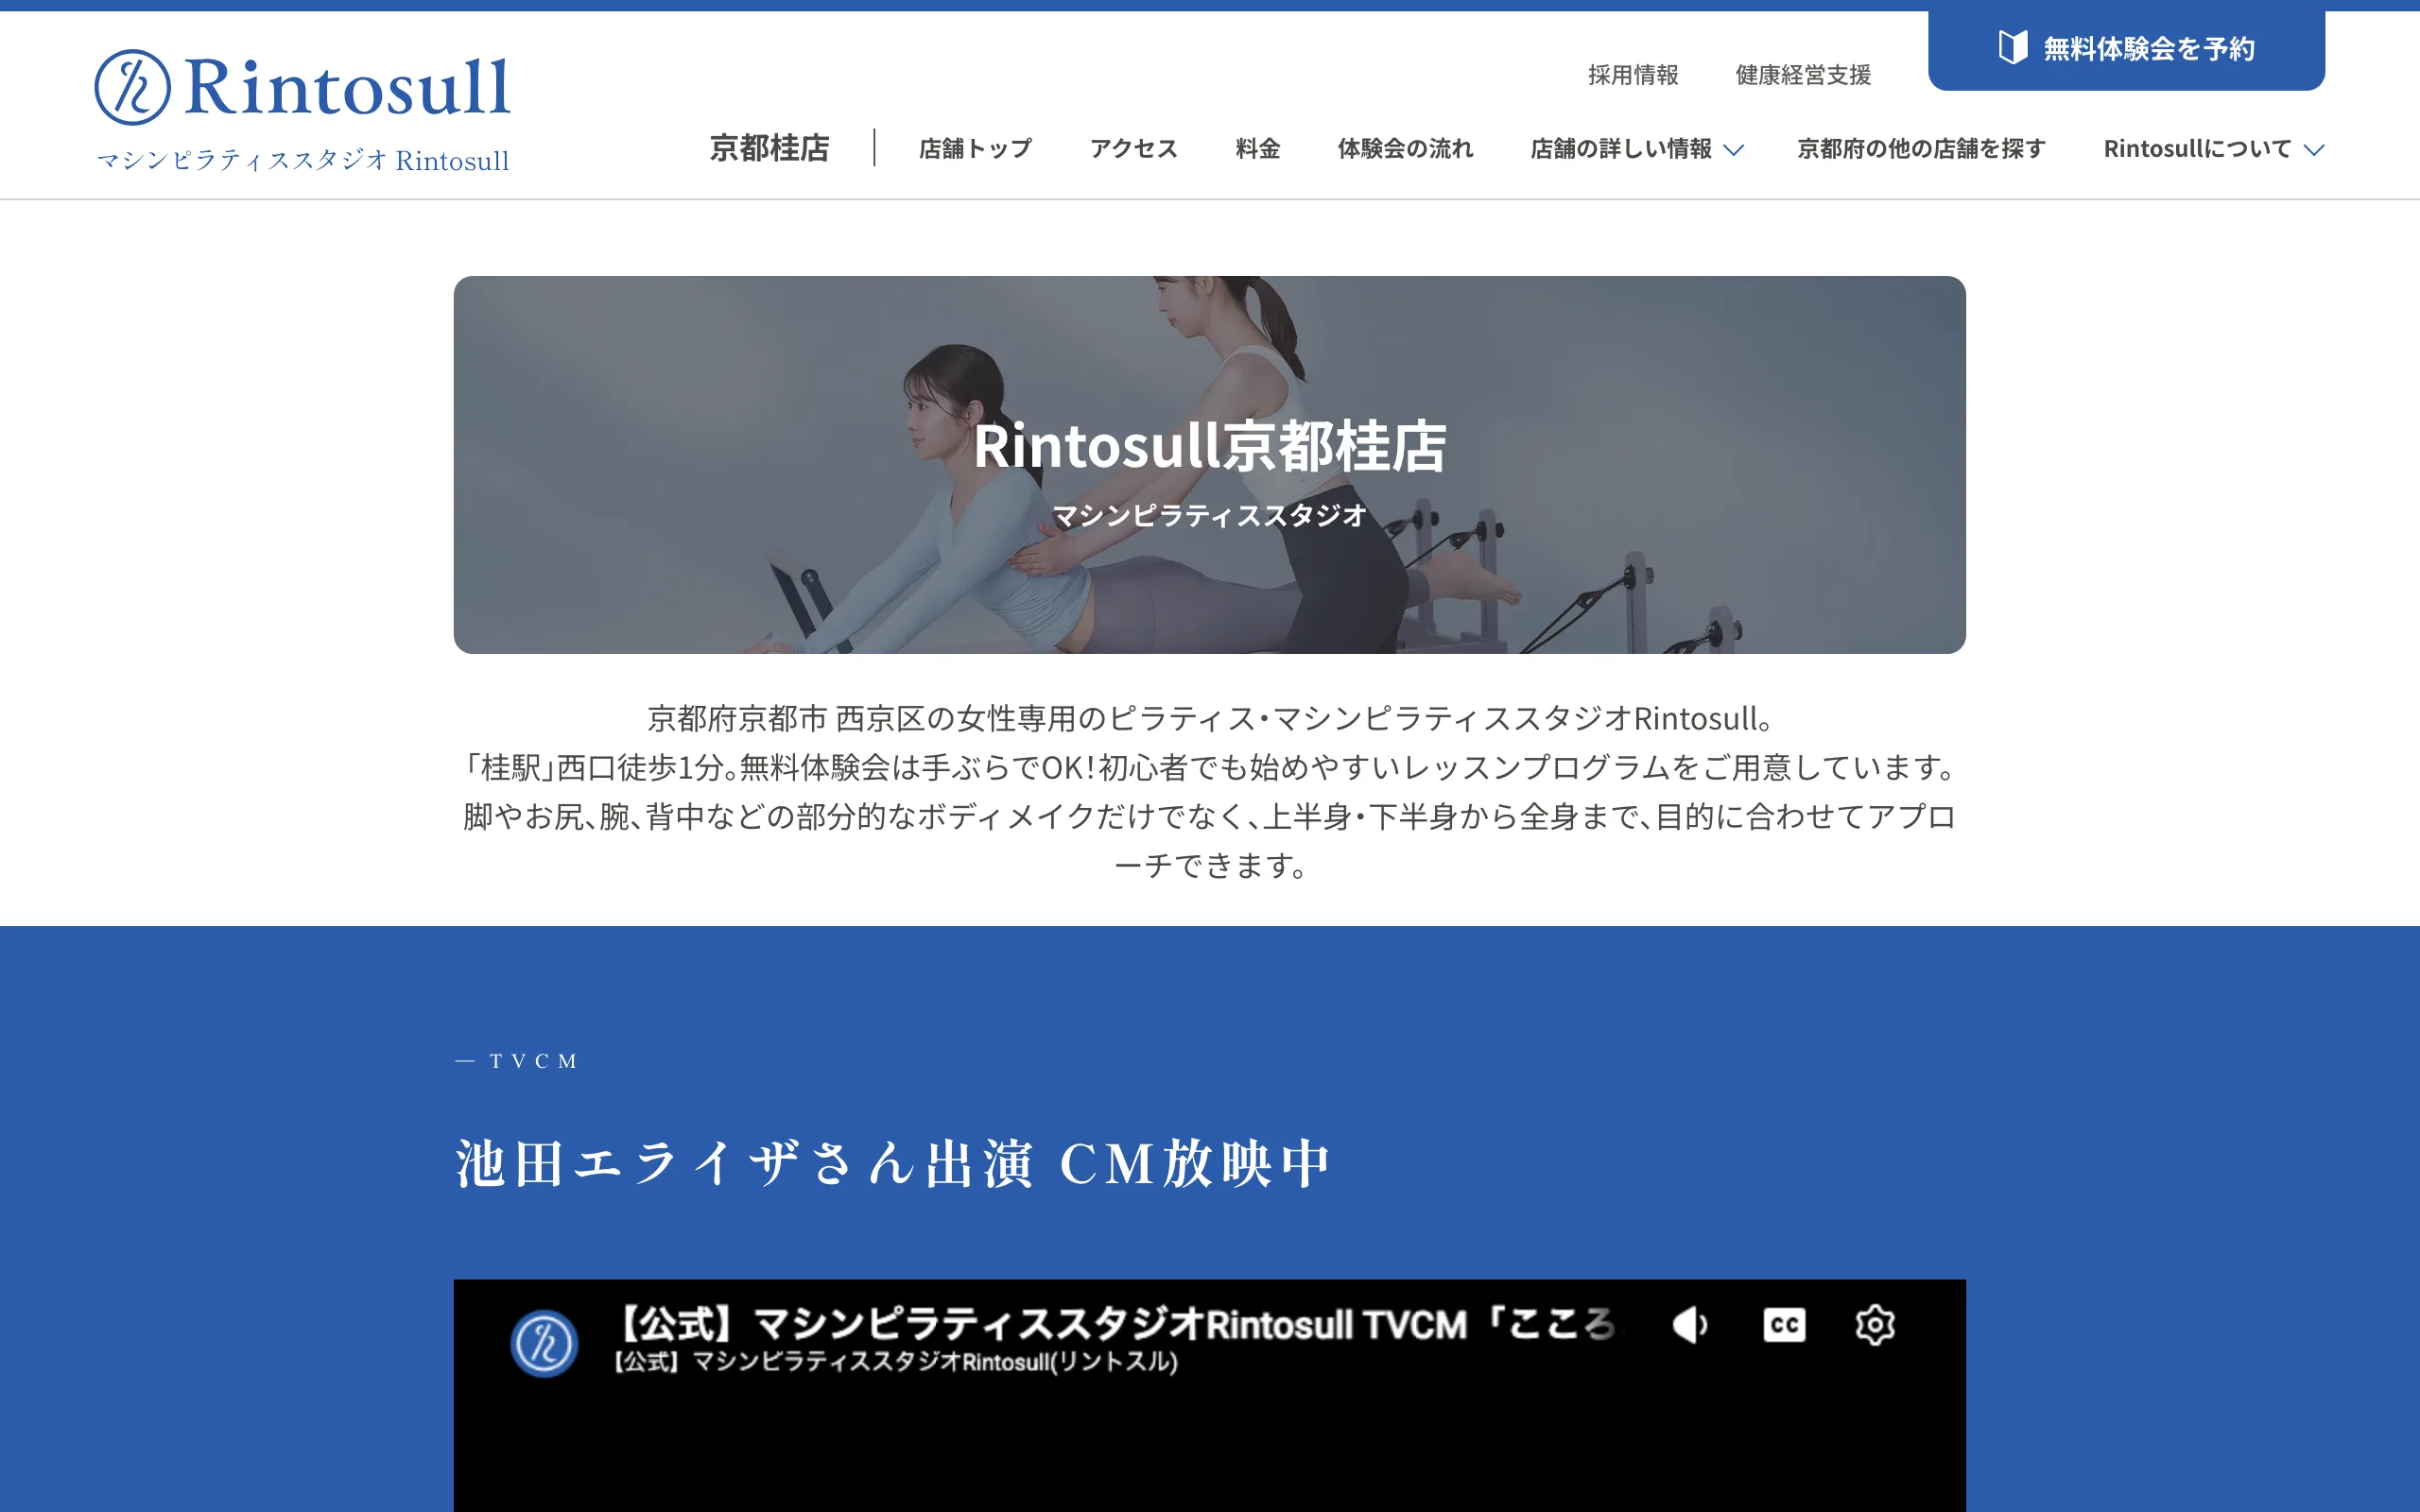 Rintosull
マシンピラティススタジオ Rintosull
採用情報
健康経営支援
無料体験会を予約
京都桂店
店舗トップ
アクセス
料金
体験会の流れ
店舗の詳しい情報
京都府の他の店舗を探す
Rintosullについて
Rintosull京都桂店
マシンピラティススタジオ
京都府京都市 西京区の女性専用のピラティス・マシンピラティススタジオRintosull。
「桂駅」西口徒歩1分。無料体験会は手ぶらでOK！初心者でも始めやすいレッスンプログラムをご用意しています。
脚やお尻、腕、背中などの部分的なボディメイクだけでなく、上半身・下半身から全身まで、目的に合わせてアプロ
ーチできます。
— TVCM
池田エライザさん出演 CM放映中
【公式】マシンピラティススタジオRintosull TVCM「こころ
CC
【公式】マシンピラティススタジオRintosull(リントスル)